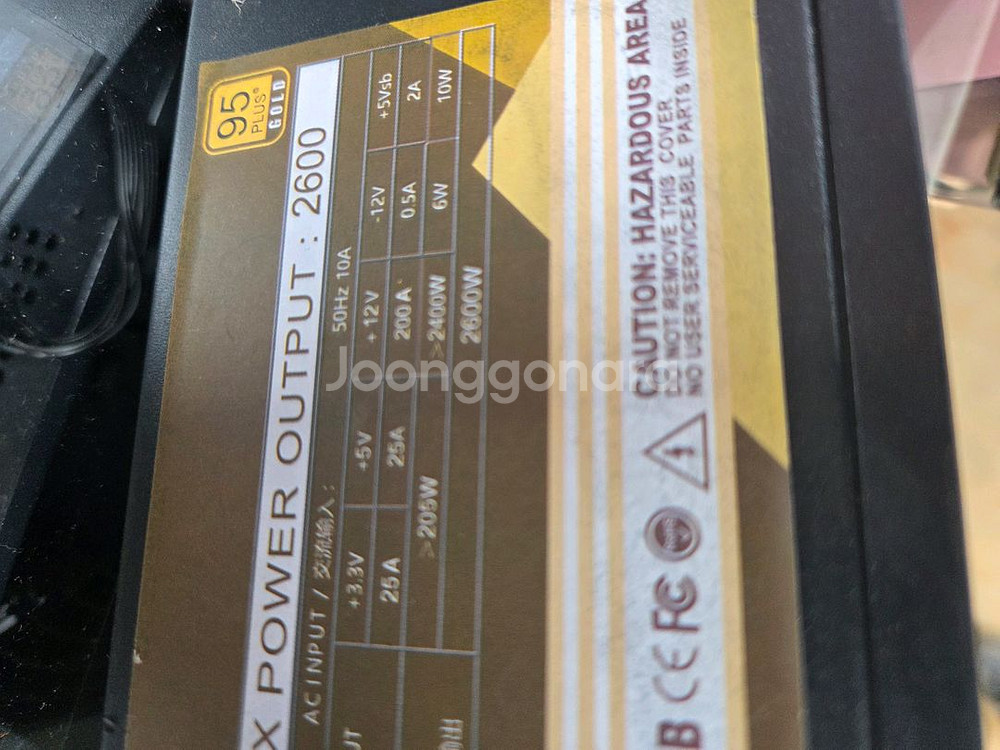 95
PLUS®
GOLD
X POWER OUTPUT : 2600
AC INPUT / 交流输入 : 50Hz 10A
+3.3V +5V +12V -12V +5Vsb
25A 25A 200A 0.5A 2A
>205W >2400W 6W 10W
2600W
CAUTION: HAZARDOUS AREA
DO NOT REMOVE THIS COVER
NO USER SERVICEABLE PARTS INSIDE
B CE FC
Joonggonara